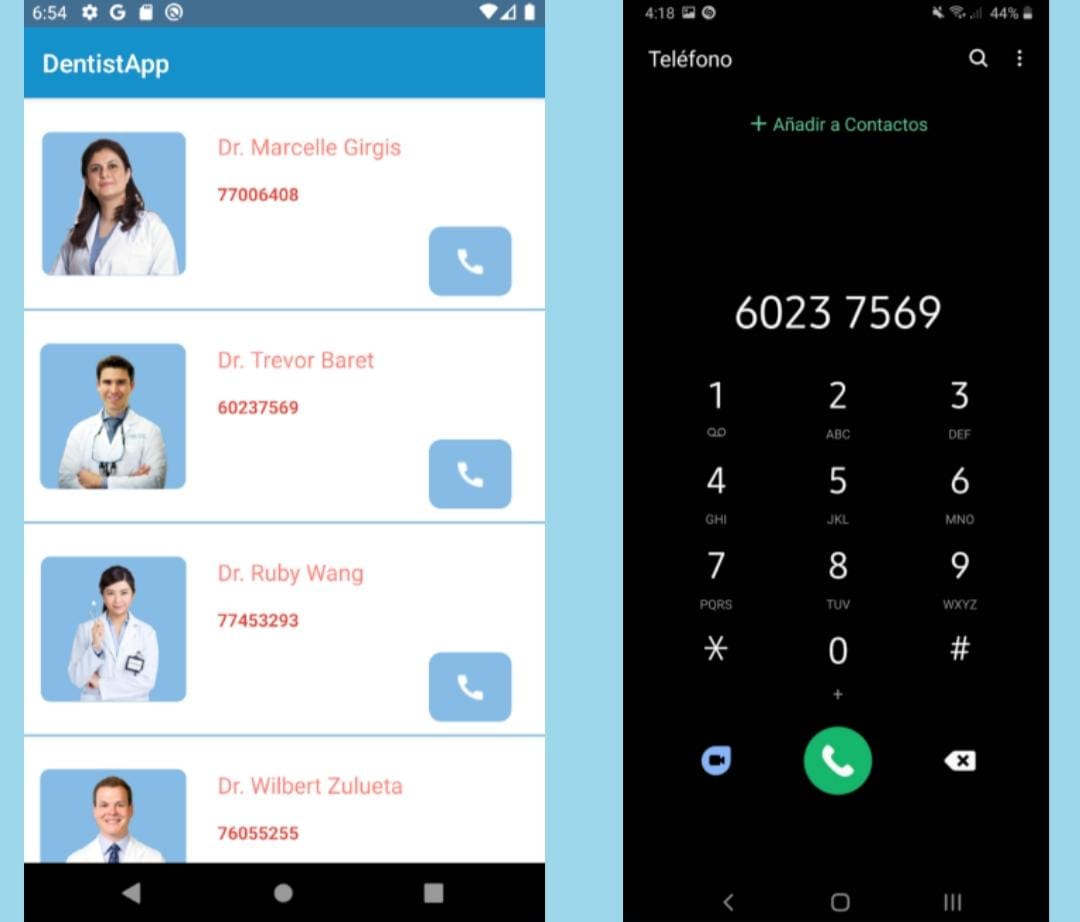 6:54
DentistApp
Dr. Marcelle Girgis
77006408
Dr. Trevor Baret
60237569
Dr. Ruby Wang
77453293
Dr. Wilbert Zulueta
76055255
4:18 44%
Teléfono
+ Añadir a Contactos
6023 7569
1 2 3
ABC DEF
4 5 6
GHI JKL MNO
7 8 9
PQRS TUV WXYZ
* 0 #
+